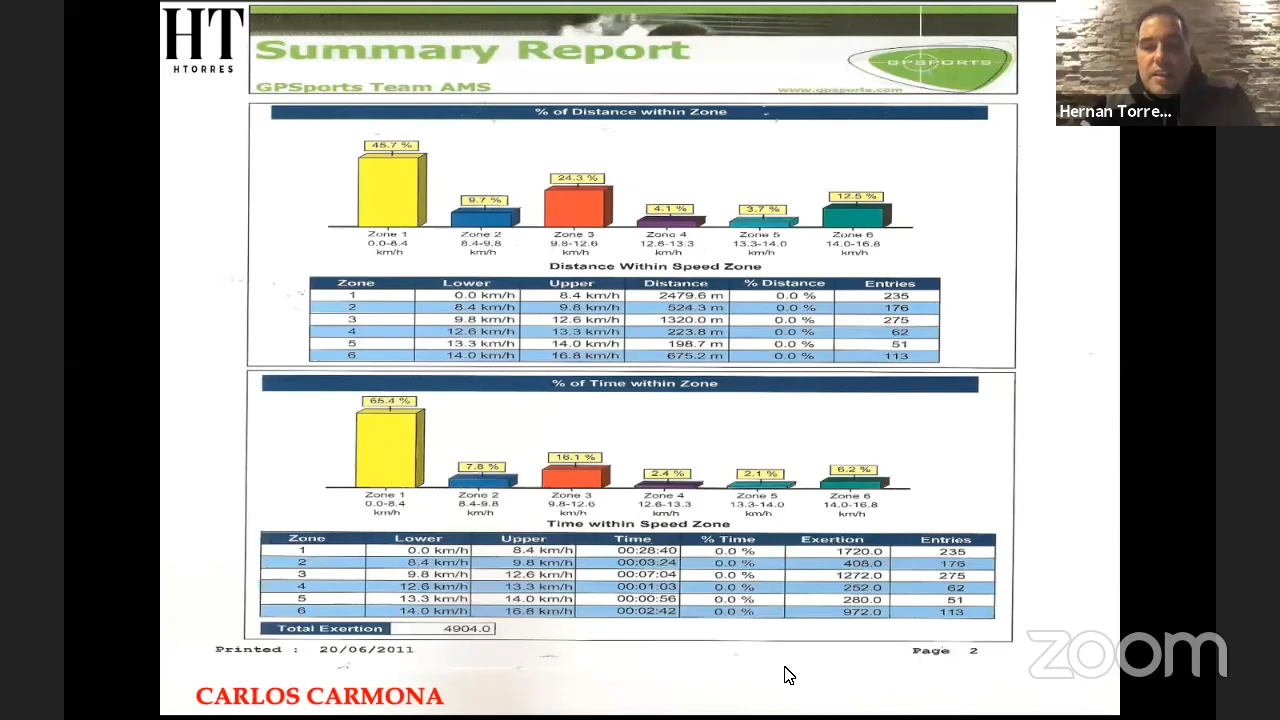 HT
HTORRES
Summary Report
GPSports Team AMS
GPSPORTS
www.gpsports.com
Hernan Torre...
% of Distance within Zone
45.7 % 9.7 % 24.3 % 4.1 % 3.7 % 12.5 %
Zone 1 Zone 2 Zone 3 Zone 4 Zone 5 Zone 6
0.0-8.4 8.4-9.8 9.8-12.6 12.6-13.3 13.3-14.0 14.0-16.8
km/h km/h km/h km/h km/h km/h
Distance Within Speed Zone
Zone Lower Upper Distance % Distance Entries
1 0.0 km/h 8.4 km/h 2479.6 m 0.0 % 235
2 8.4 km/h 9.8 km/h 524.3 m 0.0 % 176
3 9.8 km/h 12.6 km/h 1320.0 m 0.0 % 275
4 12.6 km/h 13.3 km/h 223.8 m 0.0 % 62
5 13.3 km/h 14.0 km/h 198.7 m 0.0 % 51
6 14.0 km/h 16.8 km/h 675.2 m 0.0 % 113
% of Time within Zone
65.4 % 7.8 % 16.1 % 2.4 % 2.1 % 6.2 %
Zone 1 Zone 2 Zone 3 Zone 4 Zone 5 Zone 6
0.0-8.4 8.4-9.8 9.8-12.6 12.6-13.3 13.3-14.0 14.0-16.8
km/h km/h km/h km/h km/h km/h
Time within Speed Zone
Zone Lower Upper Time % Time Exertion Entries
1 0.0 km/h 8.4 km/h 00:28:40 0.0 % 1720.0 235
2 8.4 km/h 9.8 km/h 00:03:24 0.0 % 408.0 176
3 9.8 km/h 12.6 km/h 00:07:04 0.0 % 1272.0 275
4 12.6 km/h 13.3 km/h 00:01:03 0.0 % 252.0 62
5 13.3 km/h 14.0 km/h 00:00:56 0.0 % 280.0 51
6 14.0 km/h 16.8 km/h 00:02:42 0.0 % 972.0 113
Total Exertion 4904.0
Printed : 20/06/2011 Page 2
zoom
CARLOS CARMONA